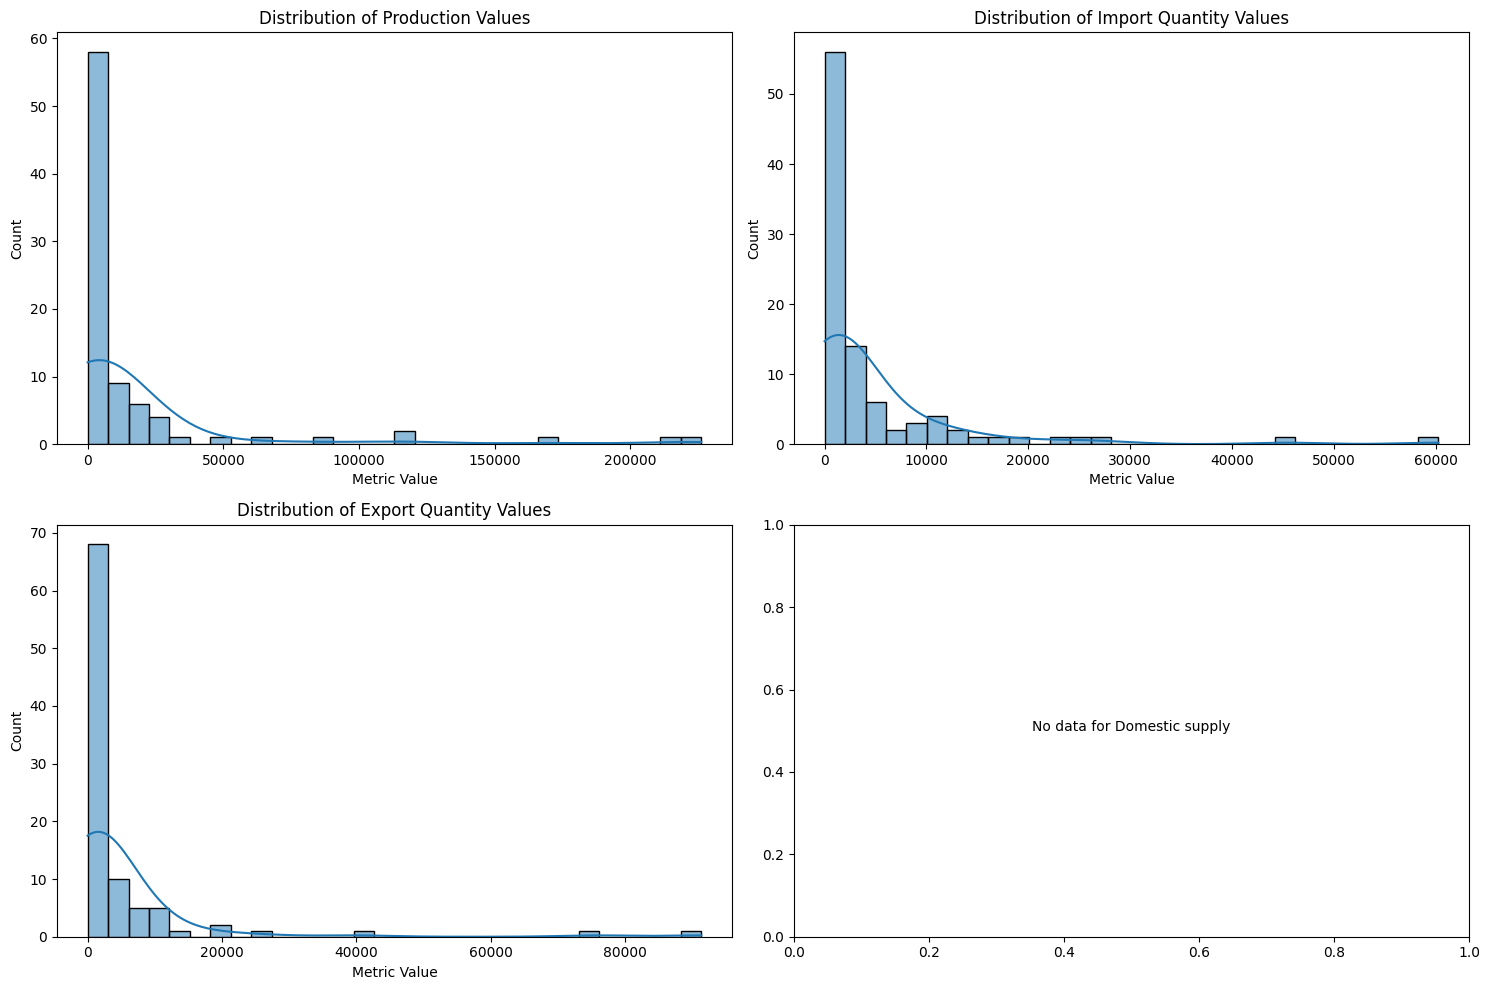 Distribution of Production Values
60
50
40
30
20
10
0
Count
0 50000 100000 150000 200000
Metric Value
Distribution of Import Quantity Values
50
40
30
20
10
0
Count
0 10000 20000 30000 40000 50000 60000
Metric Value
Distribution of Export Quantity Values
70
60
50
40
30
20
10
0
Count
0 20000 40000 60000 80000
Metric Value
1.0
0.8
0.6
No data for Domestic supply
0.4
0.2
0.0
0.0 0.2 0.4 0.6 0.8 1.0